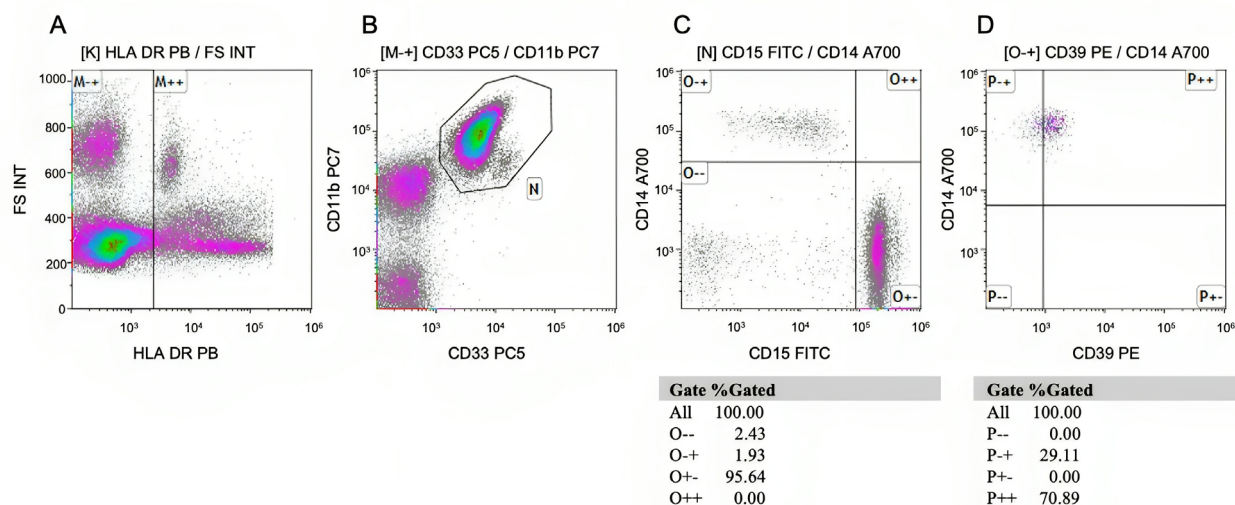 A
[K] HLA DR PB / FS INT
FS INT
1000
800
600
400
200
0
M-+
M++
10³
10⁴
10⁵
10⁶
HLA DR PB
B
[M-+] CD33 PC5 / CD11b PC7
CD11b PC7
10⁶
10⁵
10⁴
10³
N
10³
10⁴
10⁵
10⁶
CD33 PC5
C
[N] CD15 FITC / CD14 A700
CD14 A700
10⁶
10⁵
10⁴
10³
O-+
O++
O--
O+-
10³
10⁴
10⁵
10⁶
CD15 FITC
Gate %Gated
All 100.00
O-- 2.43
O-+ 1.93
O+- 95.64
O++ 0.00
D
[O-+] CD39 PE / CD14 A700
CD14 A700
10⁶
10⁵
10⁴
10³
P-+
P++
P--
P+-
10³
10⁴
10⁵
10⁶
CD39 PE
Gate %Gated
All 100.00
P-- 0.00
P-+ 29.11
P+- 0.00
P++ 70.89